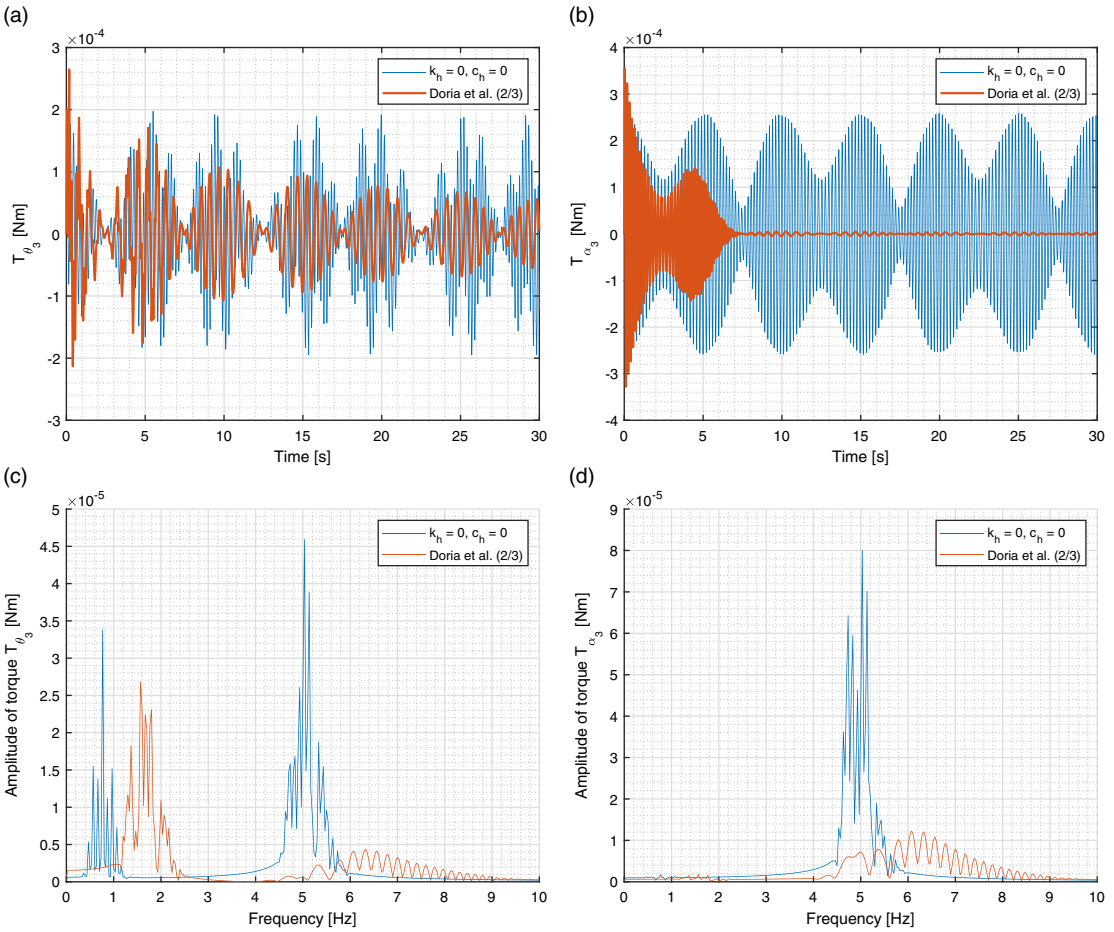 (a)
×10⁻⁴
3
2
1
0
-1
-2
-3
T_θ₃ [Nm]
k_h = 0, c_h = 0
Doria et al. (2/3)
0 5 10 15 20 25 30
Time [s]
(b)
×10⁻⁴
4
3
2
1
0
-1
-2
-3
-4
T_α₃ [Nm]
k_h = 0, c_h = 0
Doria et al. (2/3)
0 5 10 15 20 25 30
Time [s]
(c)
×10⁻⁵
5
4.5
4
3.5
3
2.5
2
1.5
1
0.5
0
Amplitude of torque T_θ₃ [Nm]
k_h = 0, c_h = 0
Doria et al. (2/3)
0 1 2 3 4 5 6 7 8 9 10
Frequency [Hz]
(d)
×10⁻⁵
9
8
7
6
5
4
3
2
1
0
Amplitude of torque T_α₃ [Nm]
k_h = 0, c_h = 0
Doria et al. (2/3)
0 1 2 3 4 5 6 7 8 9 10
Frequency [Hz]